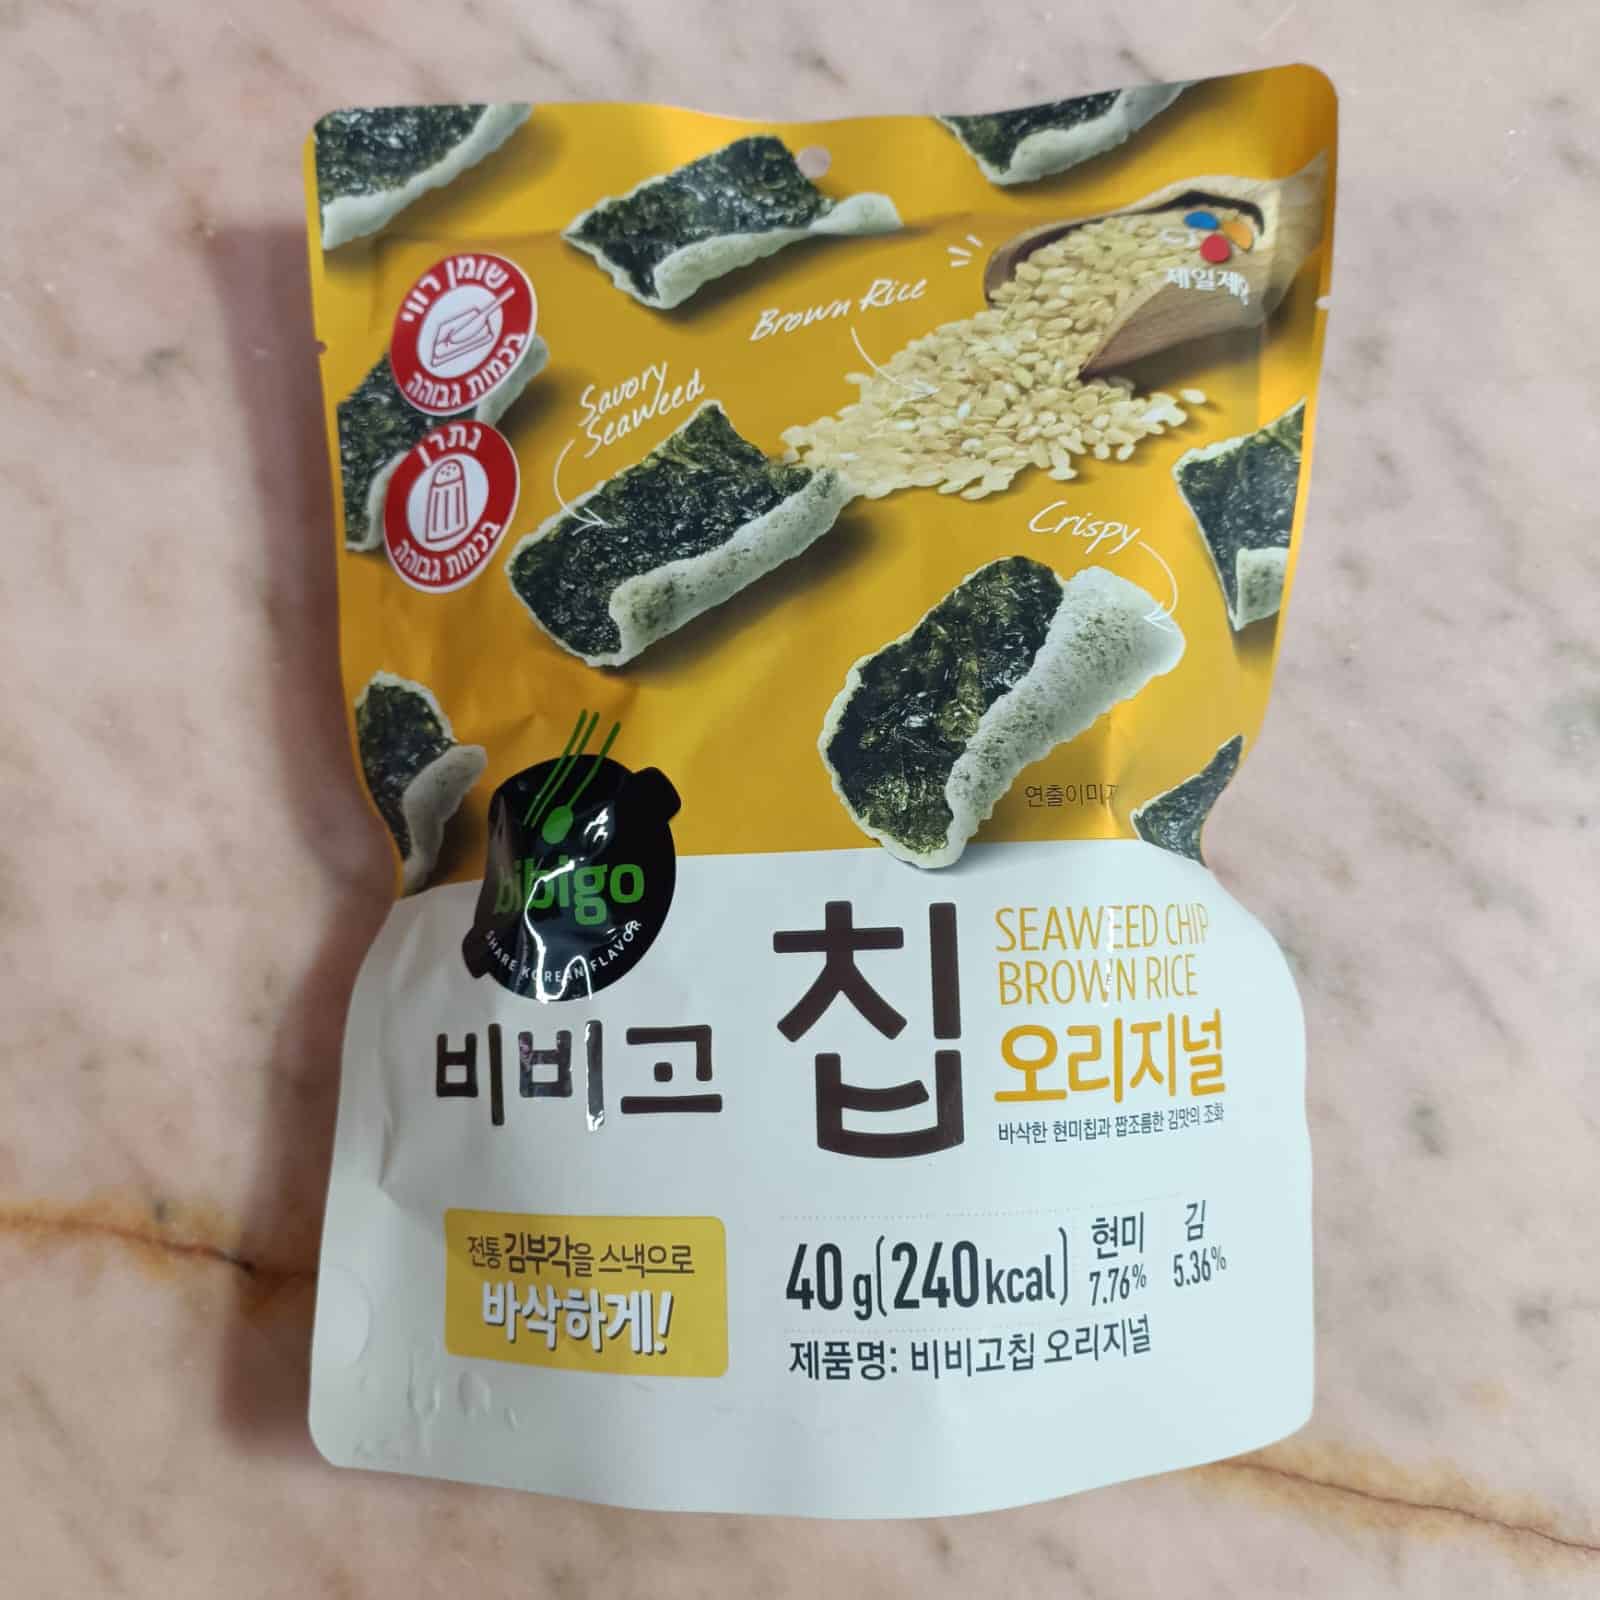 שומן רווי
בכמות גבוהה
נתרן
בכמות גבוהה
Brown Rice
Savory
Seaweed
Crispy
연출이미지
bibigo
SHARE KOREAN FLAVOR
비비고
칩
SEAWEED CHIP
BROWN RICE
오리지널
바삭한 현미칩과 짭조름한 김맛의 조화
전통 김부각을 스낵으로
바삭하게!
40g(240kcal)
현미
7.76%
김
5.36%
제품명: 비비고칩 오리지널